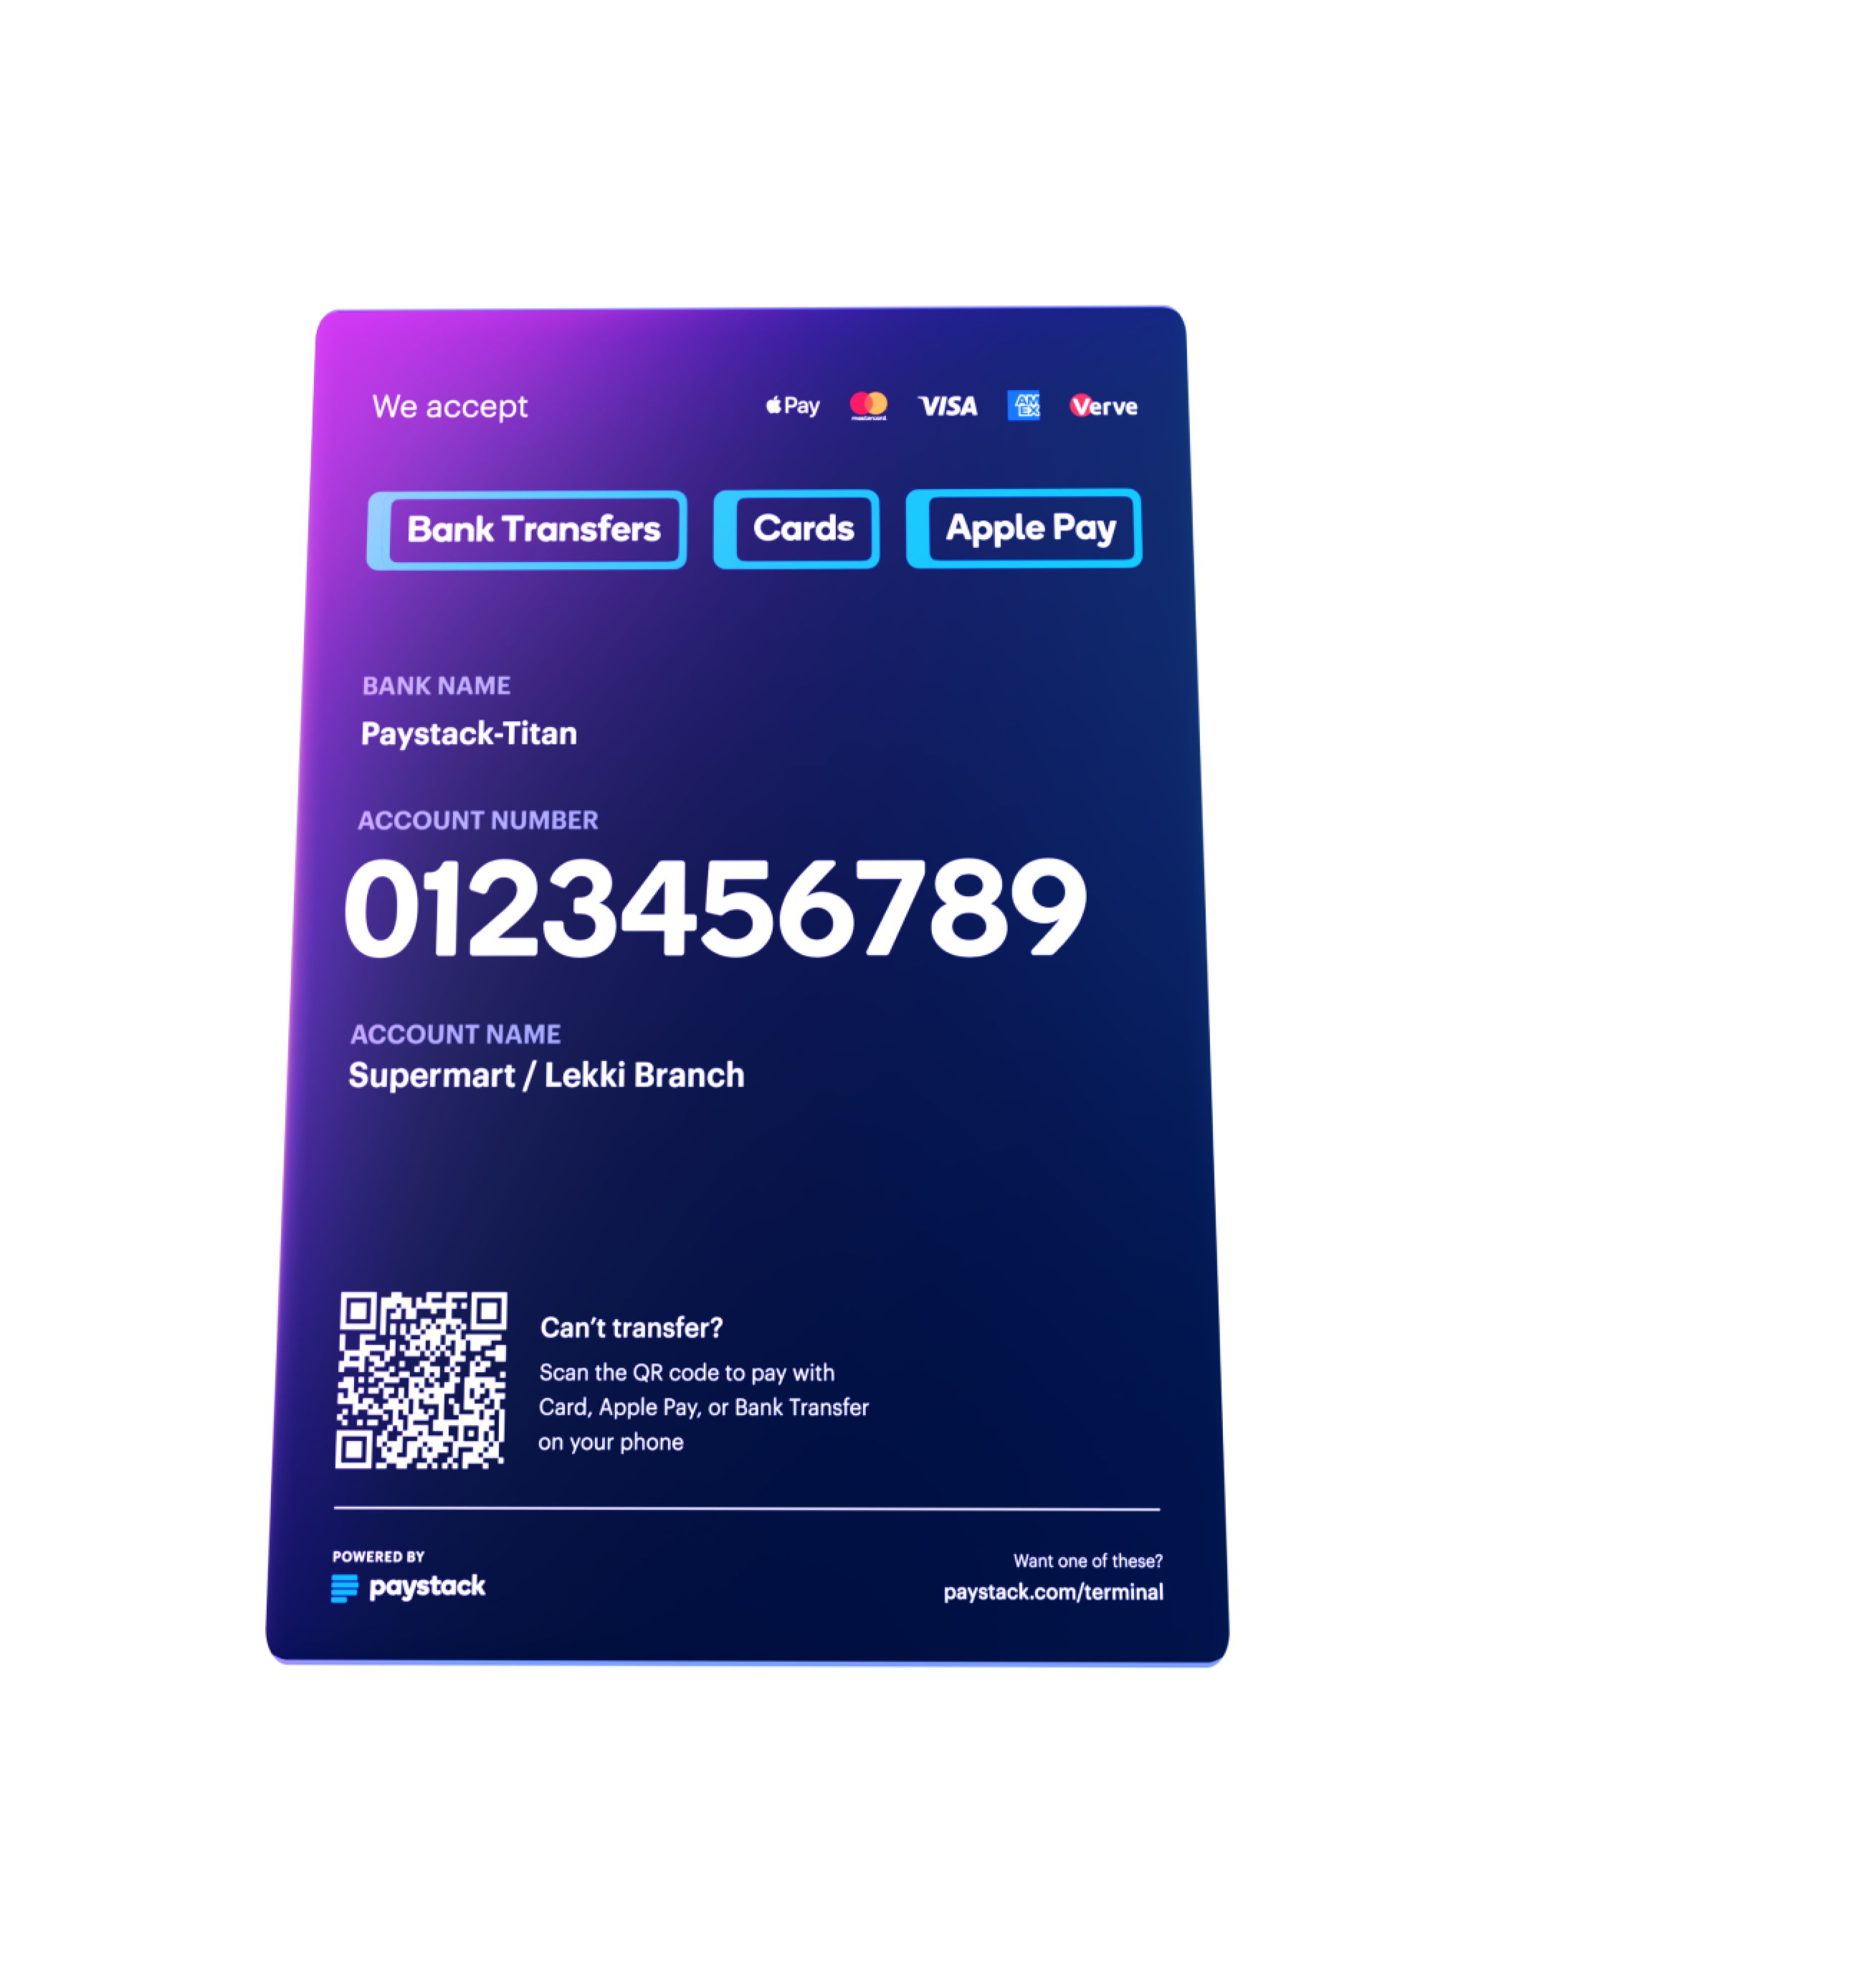 We accept
Pay mastercard VISA AMEX Verve
Bank Transfers Cards Apple Pay
BANK NAME
Paystack-Titan
ACCOUNT NUMBER
0123456789
ACCOUNT NAME
Supermart / Lekki Branch
Can’t transfer?
Scan the QR code to pay with
Card, Apple Pay, or Bank Transfer
on your phone
POWERED BY
paystack
Want one of these?
paystack.com/terminal